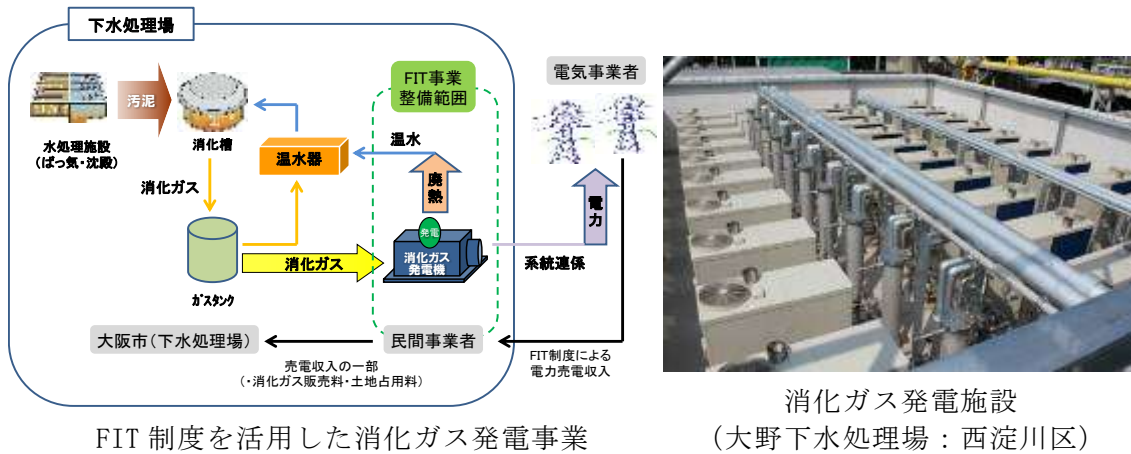 下水処理場
汚泥
水処理施設
(ばっ気・沈殿)
消化槽
温水器
温水
FIT事業
整備範囲
電気事業者
消化ガス
廃熱
電力
発電
消化ガス
発電機
消化ガス
ガスタンク
系統連係
大阪市(下水処理場)
民間事業者
売電収入の一部
(・消化ガス販売料・土地占用料)
FIT制度による
電力売電収入
FIT 制度を活用した消化ガス発電事業
消化ガス発電施設
(大野下水処理場：西淀川区)